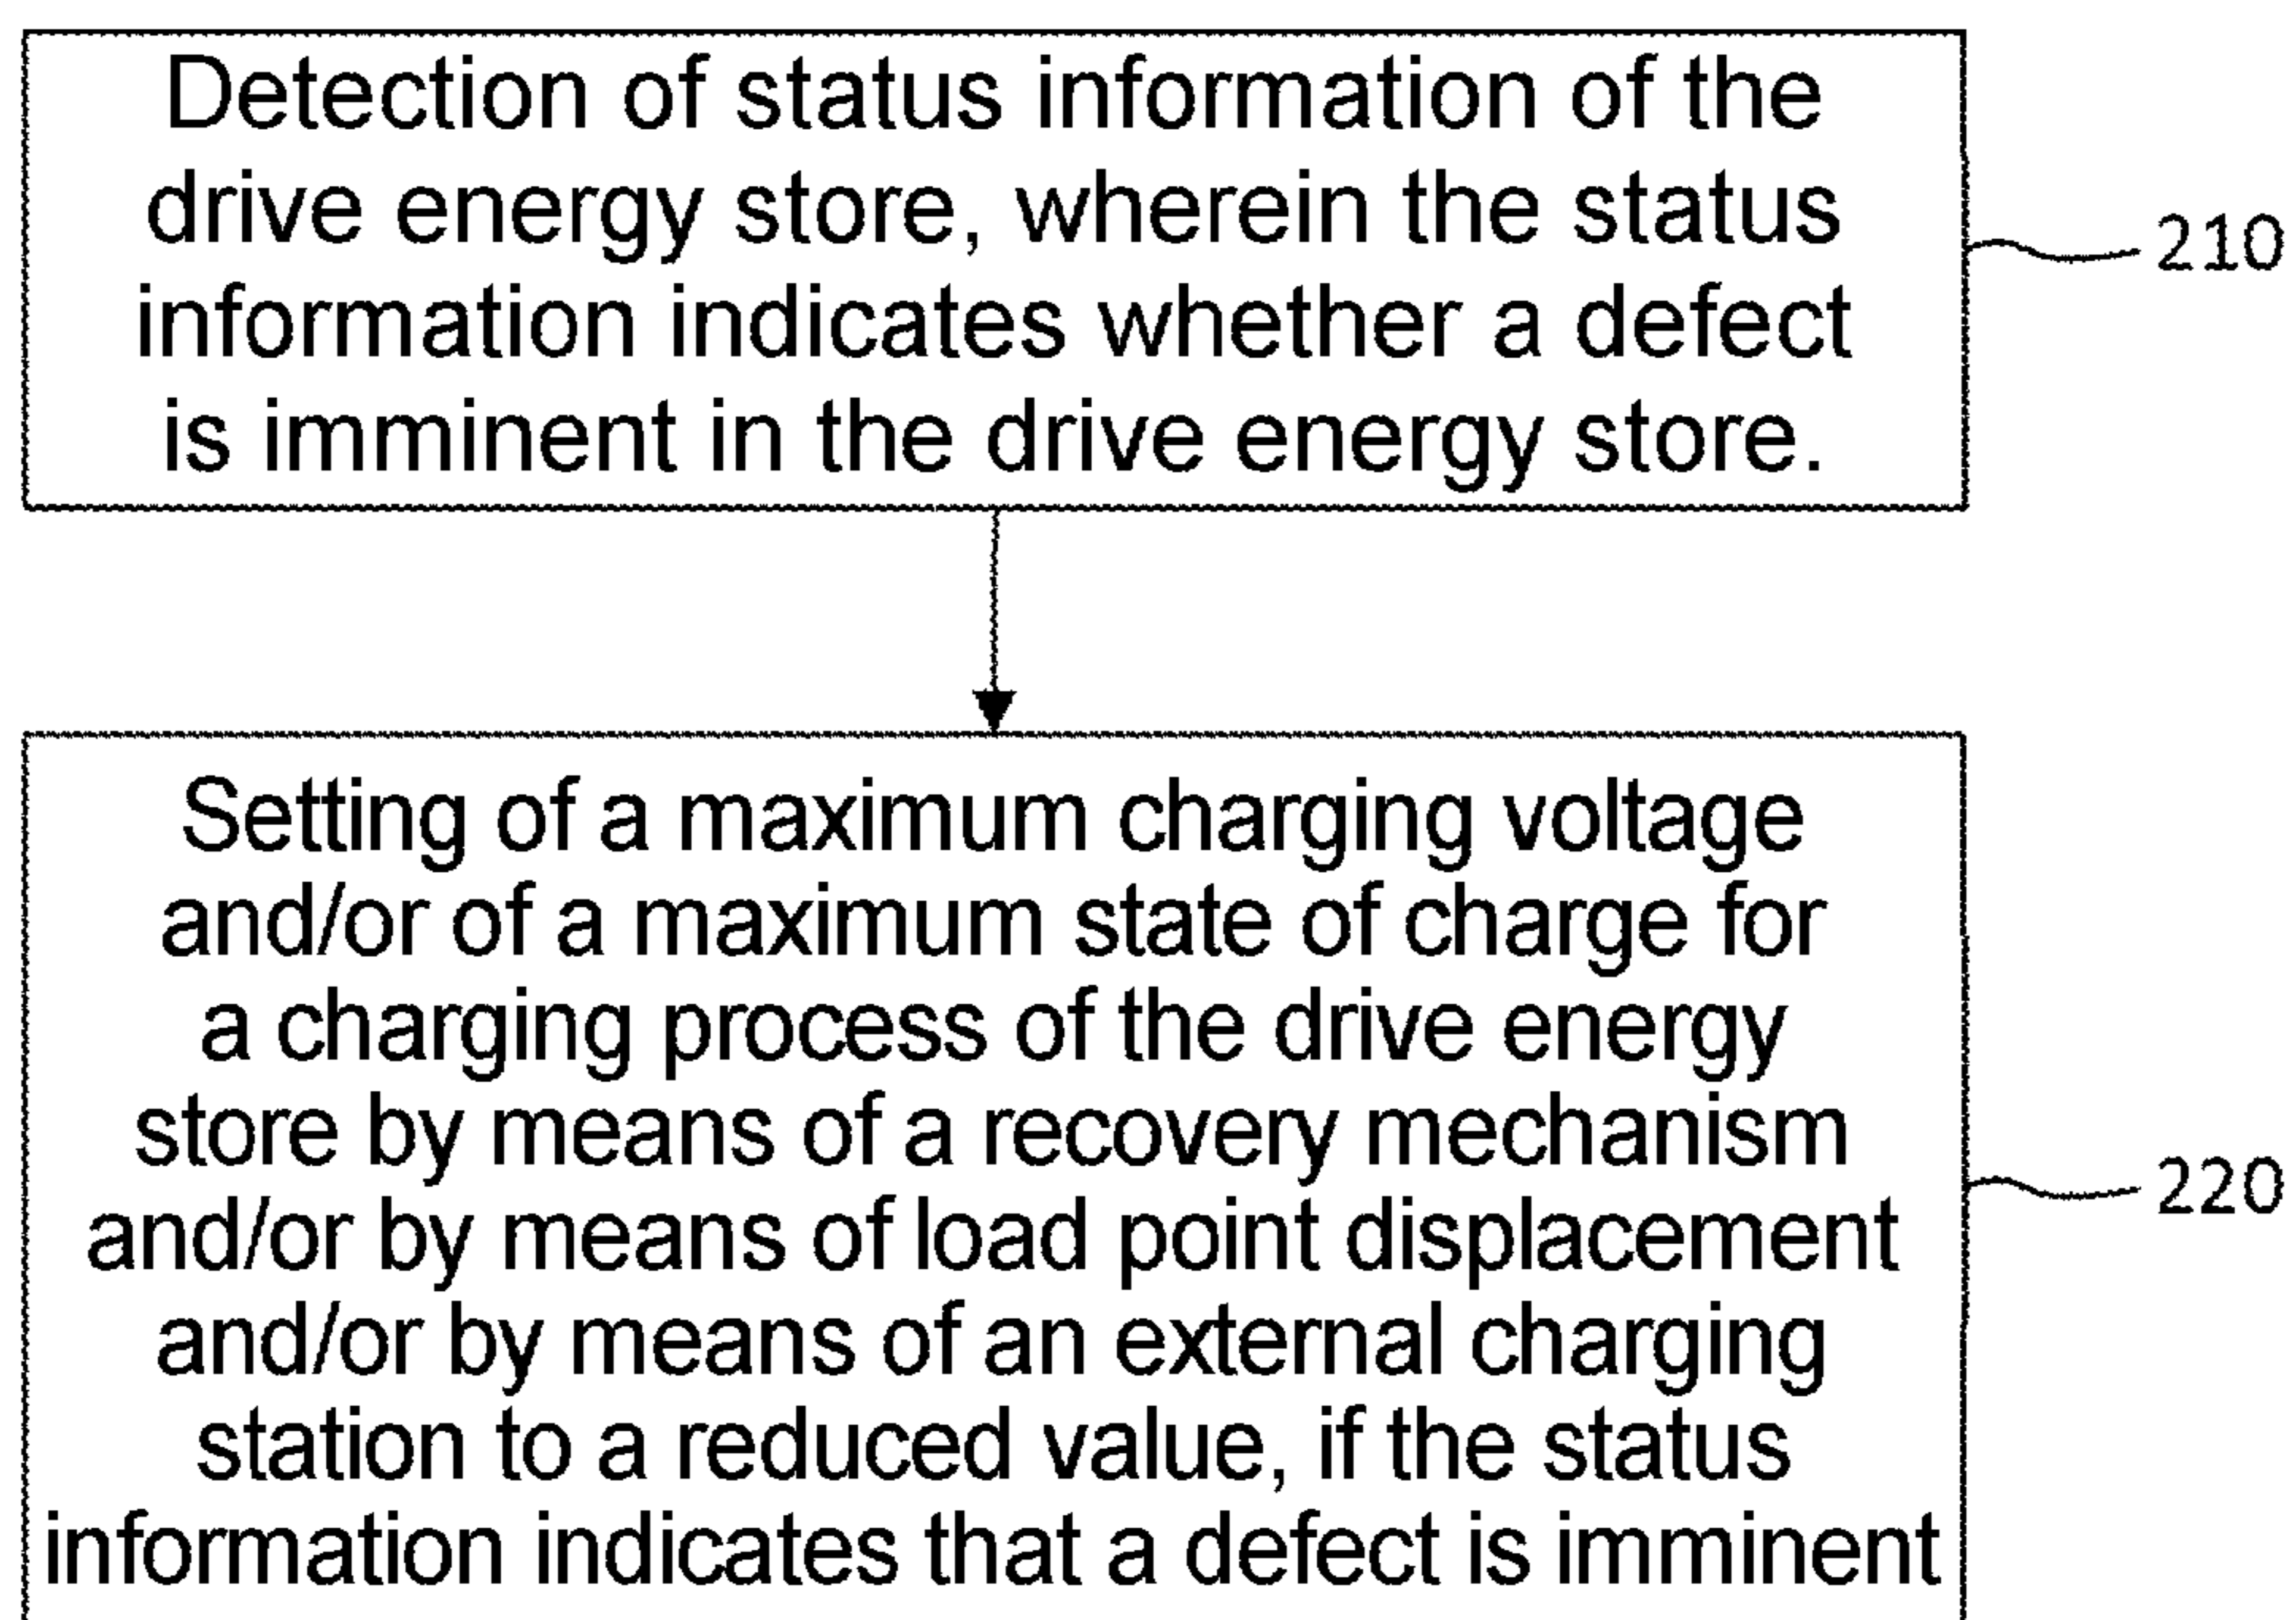 Detection of status information of the
drive energy store, wherein the status
information indicates whether a defect
is imminent in the drive energy store.
210
Setting of a maximum charging voltage
and/or of a maximum state of charge for
a charging process of the drive energy
store by means of a recovery mechanism
and/or by means of load point displacement
and/or by means of an external charging
station to a reduced value, if the status
information indicates that a defect is imminent
220